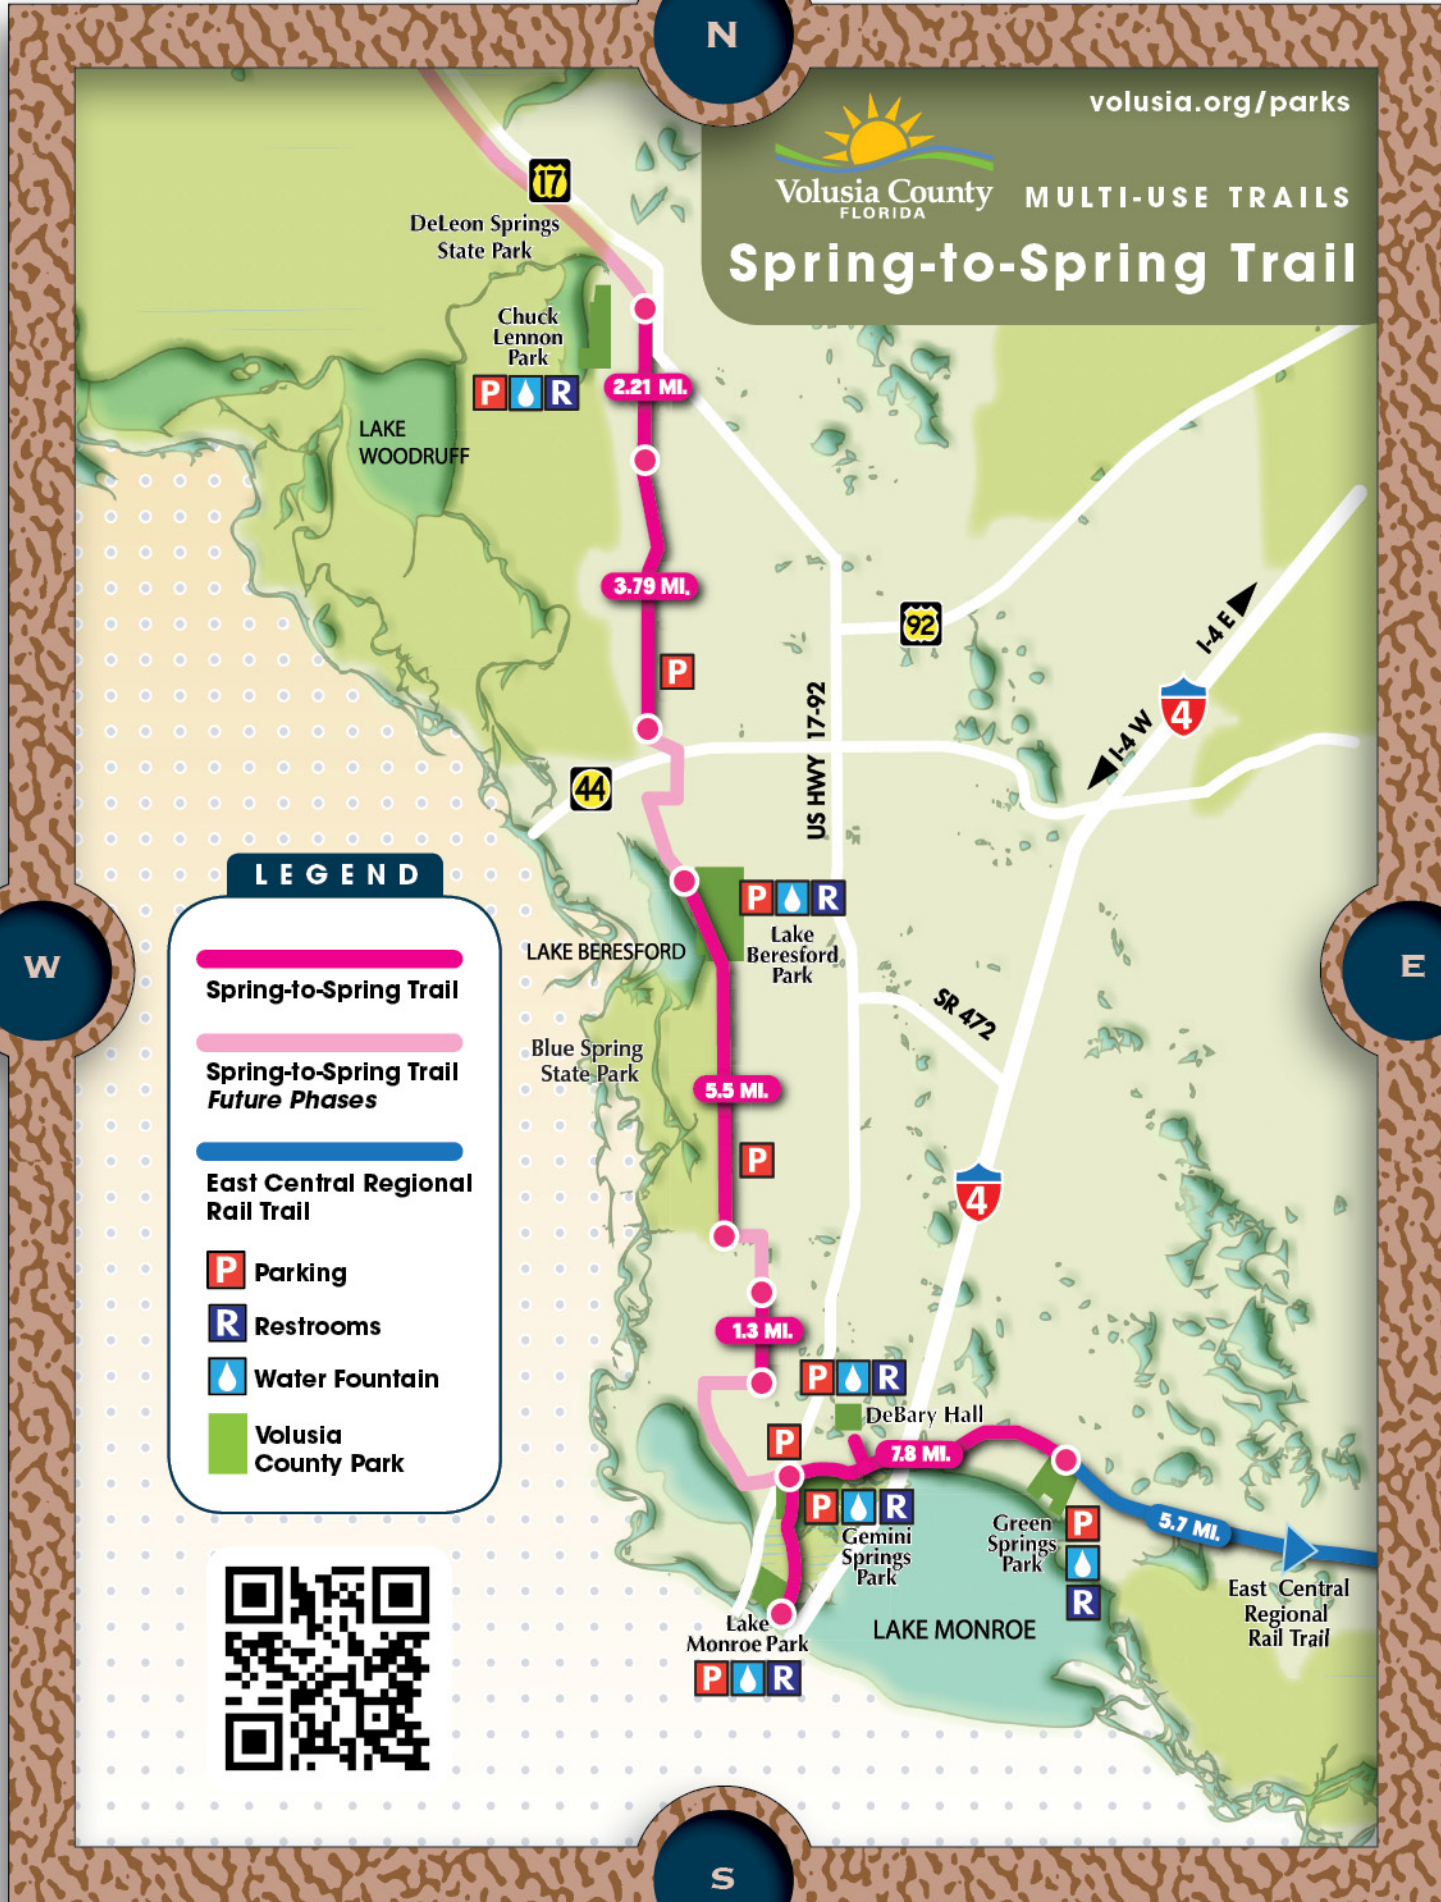 N
volusia.org/parks
Volusia County
FLORIDA
MULTI-USE TRAILS
Spring-to-Spring Trail
17
DeLeon Springs
State Park
Chuck
Lennon
Park
P R
2.21 MI.
LAKE
WOODRUFF
3.79 MI.
92
P
I-4 E
4
I-4 W
US HWY 17-92
44
LEGEND
Spring-to-Spring Trail
Spring-to-Spring Trail
Future Phases
East Central Regional
Rail Trail
P Parking
R Restrooms
Water Fountain
Volusia
County Park
P R
Lake
Beresford
Park
LAKE BERESFORD
W
E
SR 472
Blue Spring
State Park
5.5 MI.
P
4
1.3 MI.
P R
DeBary Hall
P
7.8 MI.
P R
Gemini
Springs
Park
Green
Springs
Park
P
R
5.7 MI.
East Central
Regional
Rail Trail
LAKE MONROE
Lake
Monroe Park
P R
S